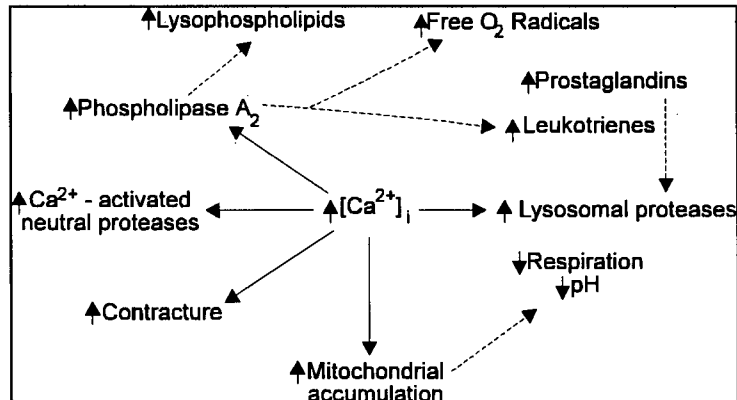 ↑Lysophospholipids
↑Free O₂ Radicals
↑Prostaglandins
↑Phospholipase A₂
↑Leukotrienes
↑Ca²⁺ - activated
neutral proteases
↑[Ca²⁺]ᵢ
↑ Lysosomal proteases
↓Respiration
↓pH
↑Contracture
↑Mitochondrial
accumulation